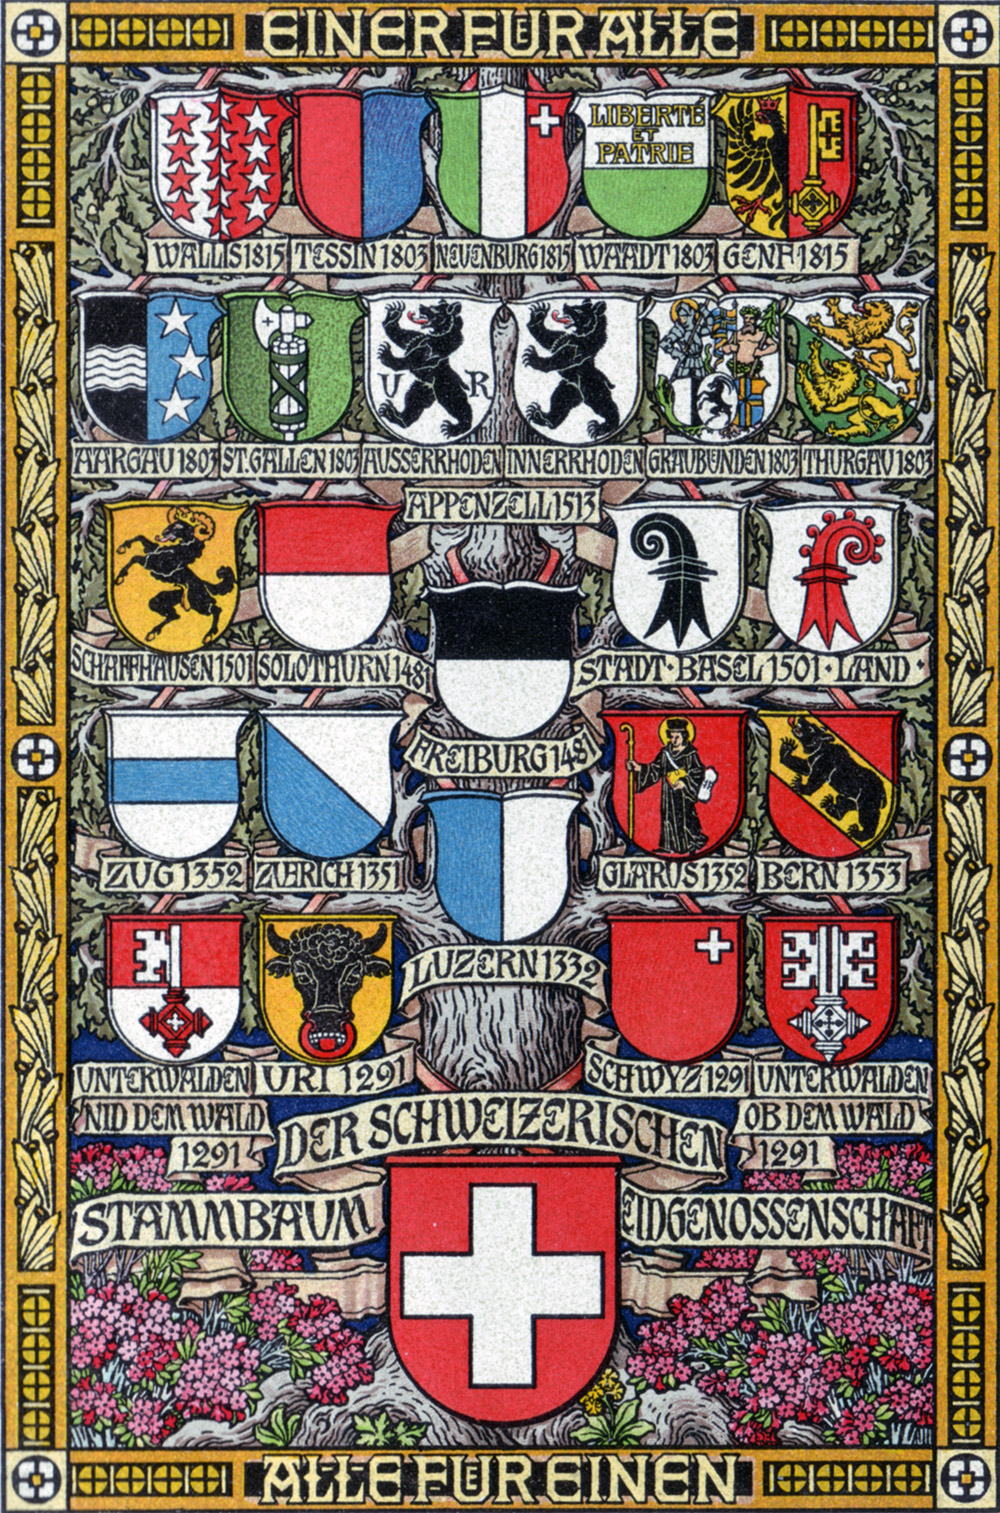 EINER FÜR ALLE
LIBERTÉ
ET
PATRIE
WALLIS 1815 TESSIN 1803 NEUENBURG 1815 WAADT 1803 GENF 1815
U R
AARGAU 1803 ST. GALLEN 1803 AUSSERRHODEN INNERRHODEN GRAUBÜNDEN 1803 THURGAU 1803
APPENZELL 1513
SCHAFFHAUSEN 1501 SOLOTHURN 1481 STADT · BASEL 1501 · LAND ·
FREIBURG 1481
ZUG 1352 ZUERICH 1351 GLARUS 1352 BERN 1353
LUZERN 1332
UNTERWALDEN URI 1291 SCHWYZ 1291 UNTERWALDEN
NID DEM WALD OB DEM WALD
1291 1291
DER SCHWEIZERISCHEN
STAMMBAUM EIDGENOSSENSCHAFT
ALLE FÜR EINEN